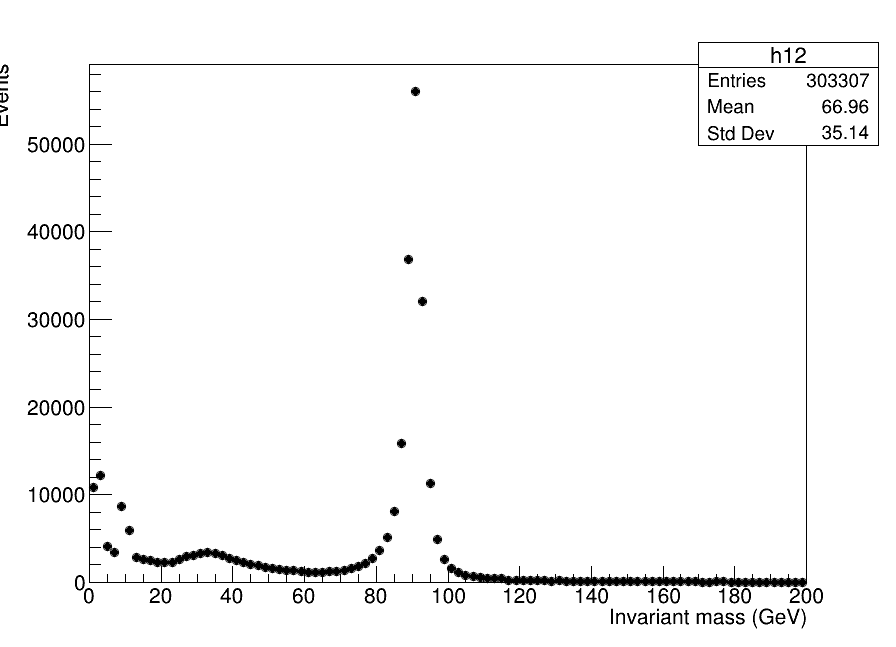 h12
Entries 303307
Mean 66.96
Std Dev 35.14
Events
50000
40000
30000
20000
10000
0
0 20 40 60 80 100 120 140 160 180 200
Invariant mass (GeV)